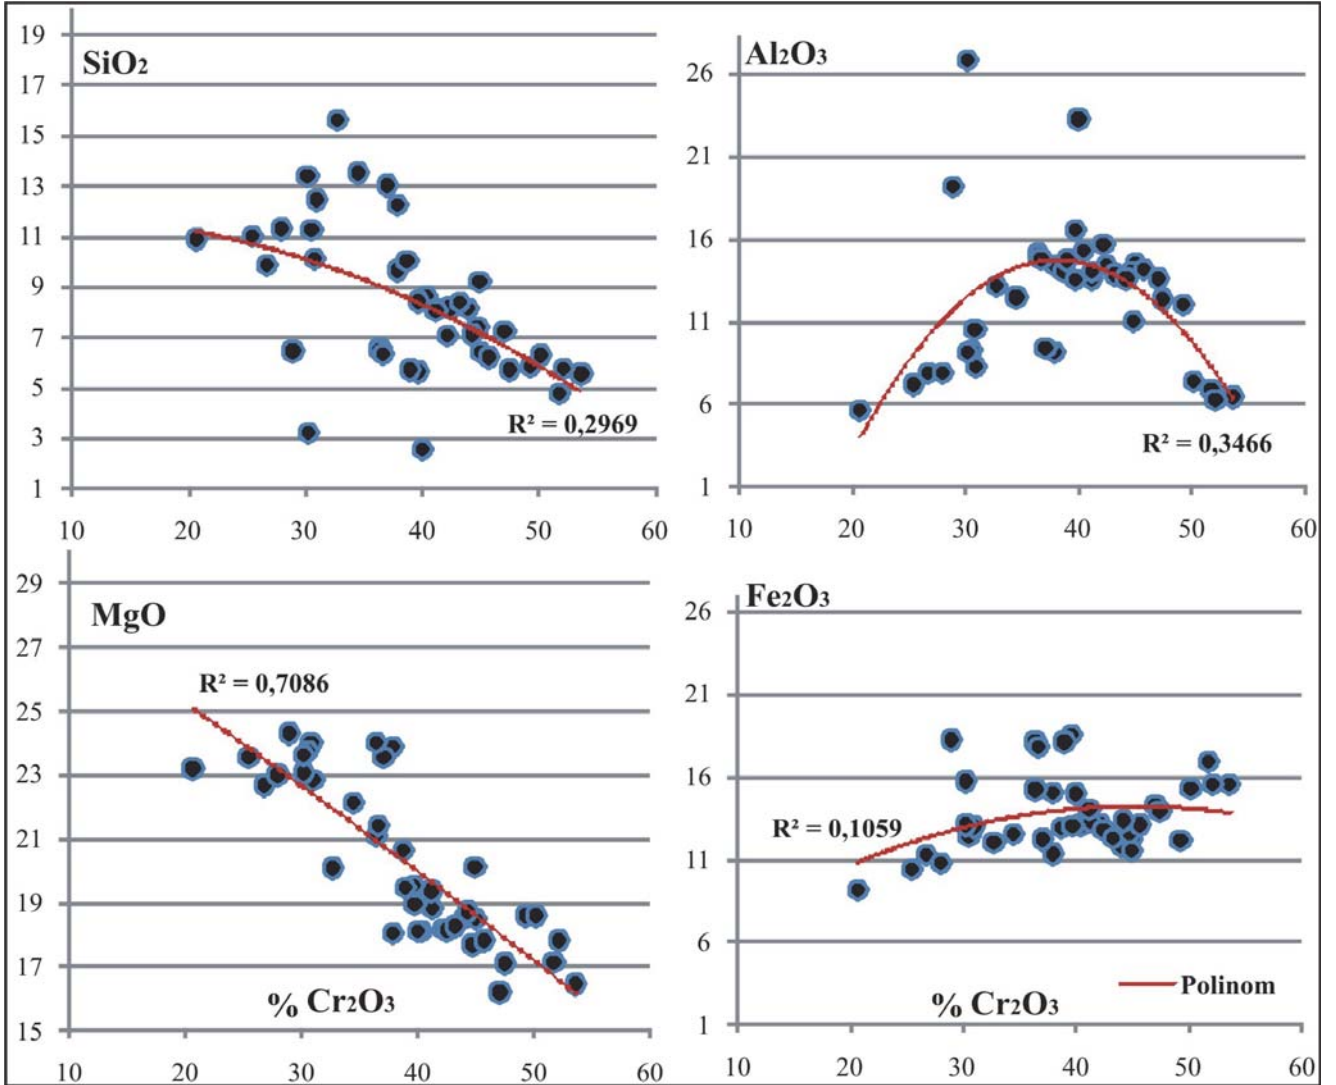 SiO₂
19
17
15
13
11
9
7
5
3
1
R² = 0,2969
10 20 30 40 50 60
Al₂O₃
26
21
16
11
6
1
R² = 0,3466
10 20 30 40 50 60
MgO
29
27
25
23
21
19
17
15
R² = 0,7086
% Cr₂O₃
10 20 30 40 50 60
Fe₂O₃
26
21
16
11
6
1
R² = 0,1059
% Cr₂O₃
Polinom
10 20 30 40 50 60